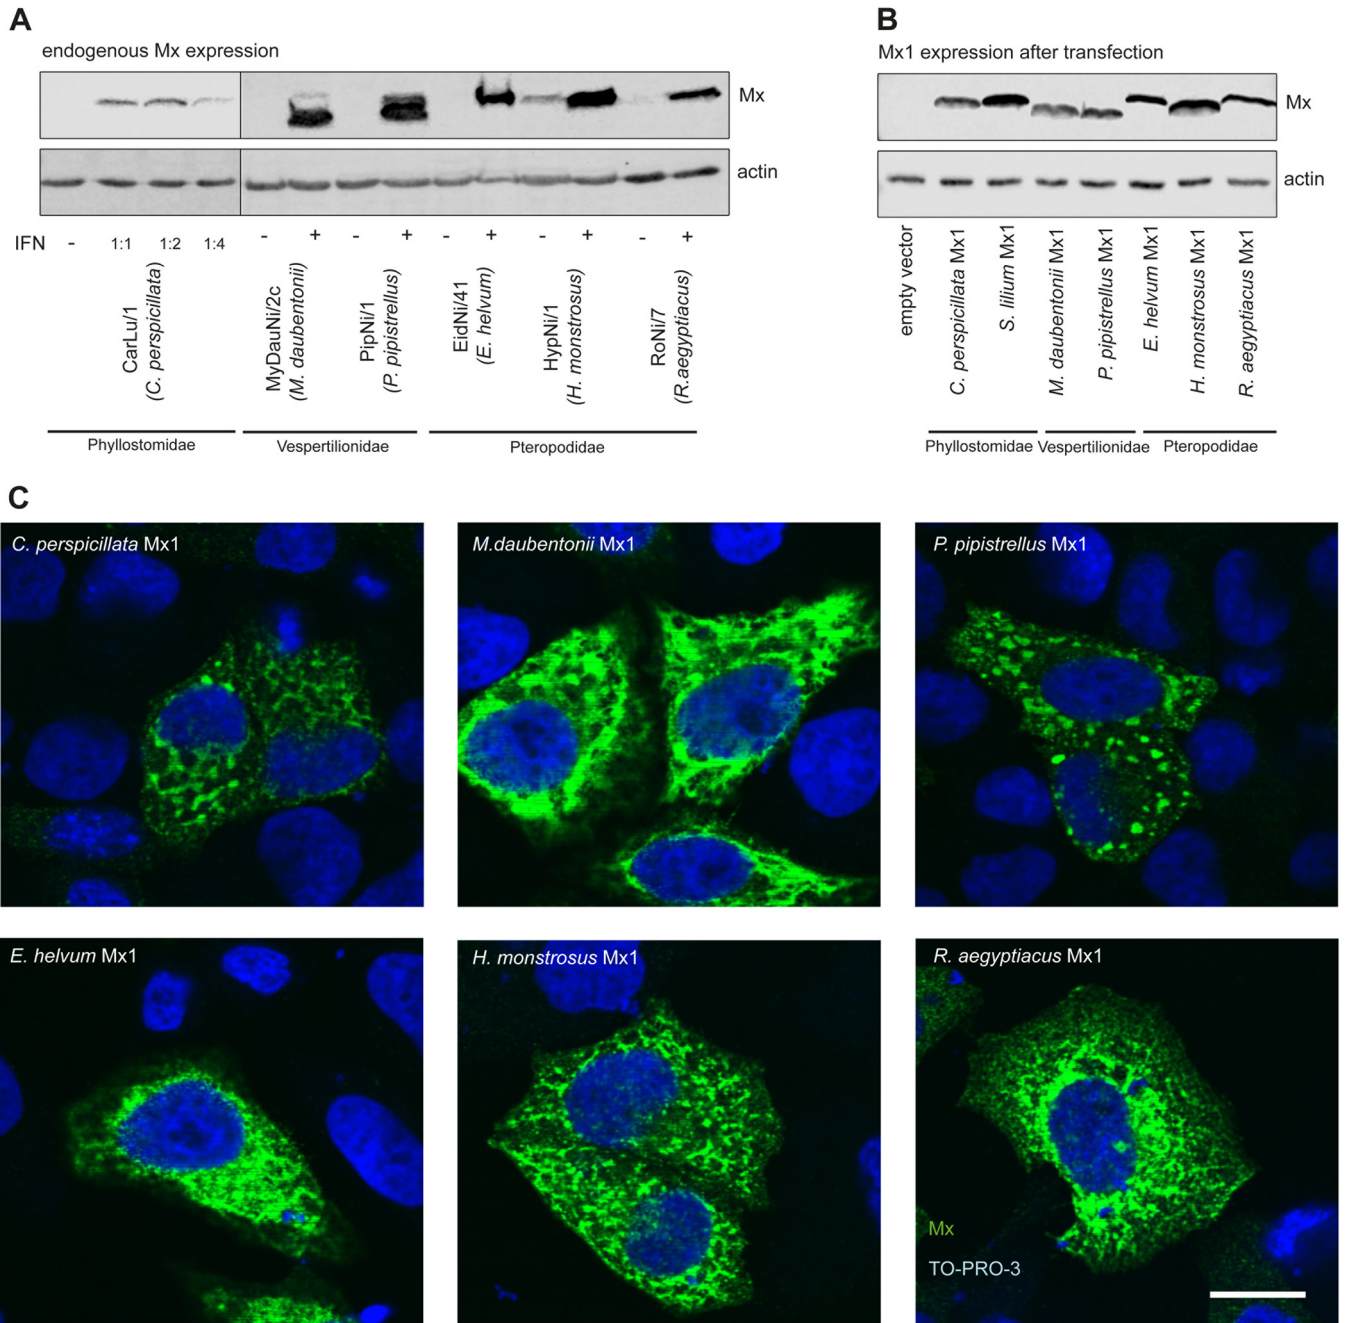 A
endogenous Mx expression
Mx
actin
IFN - 1:1 1:2 1:4 - + - + - + - + - +
CarLu/1
(C. perspicillata)
MyDauNi/2c
(M. daubentonii)
PipNi/1
(P. pipistrellus)
EidNi/41
(E. helvum)
HypNi/1
(H. monstrosus)
RoNi/7
(R.aegyptiacus)
Phyllostomidae Vespertilionidae Pteropodidae
B
Mx1 expression after transfection
Mx
actin
empty vector
C. perspicillata Mx1
S. lilium Mx1
M. daubentonii Mx1
P. pipistrellus Mx1
E. helvum Mx1
H. monstrosus Mx1
R. aegyptiacus Mx1
Phyllostomidae Vespertilionidae Pteropodidae
C
C. perspicillata Mx1
M.daubentonii Mx1
P. pipistrellus Mx1
E. helvum Mx1
H. monstrosus Mx1
R. aegyptiacus Mx1
Mx
TO-PRO-3